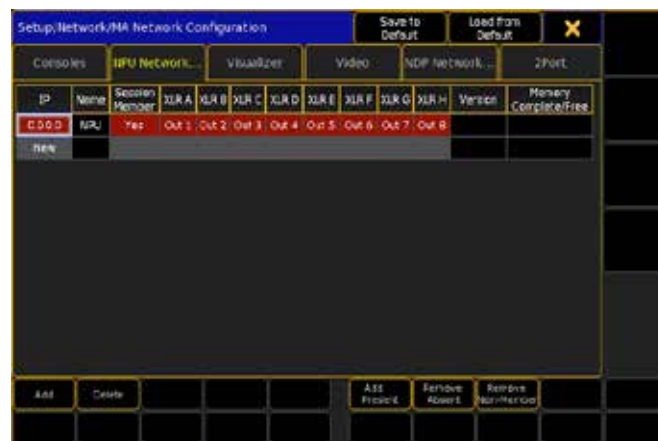 Setup/Network/MA Network Configuration
Save to Default
Load from Default
Consoles
NPU Network...
Visualizer
Video
NDP Network ...
2Port
IP Name Session Member XLR A XLR B XLR C XLR D XLR E XLR F XLR G XLR H Version Memory Complete/Free
0.0.0.0 NPU Yes Out 1 Out 2 Out 3 Out 4 Out 5 Out 6 Out 7 Out 8
New
Add
Delete
Add Present
Remove Absent
Remove Non-Member